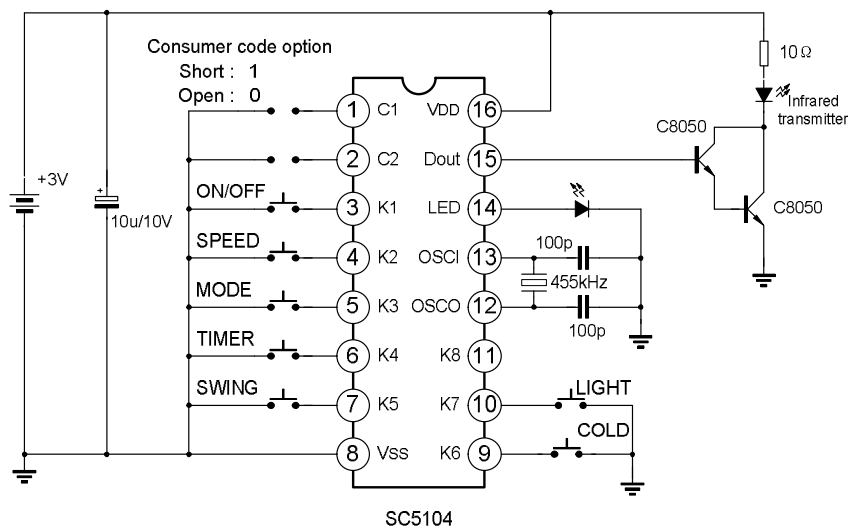 Consumer code option
Short : 1
Open : 0
+3V
+
10u/10V
ON/OFF
SPEED
MODE
TIMER
SWING
1 C1
2 C2
3 K1
4 K2
5 K3
6 K4
7 K5
8 Vss
VDD 16
Dout 15
LED 14
OSCI 13
OSCO 12
K8 11
K7 10
K6 9
100p
455kHz
100p
LIGHT
COLD
10Ω
Infrared
transmitter
C8050
C8050
SC5104